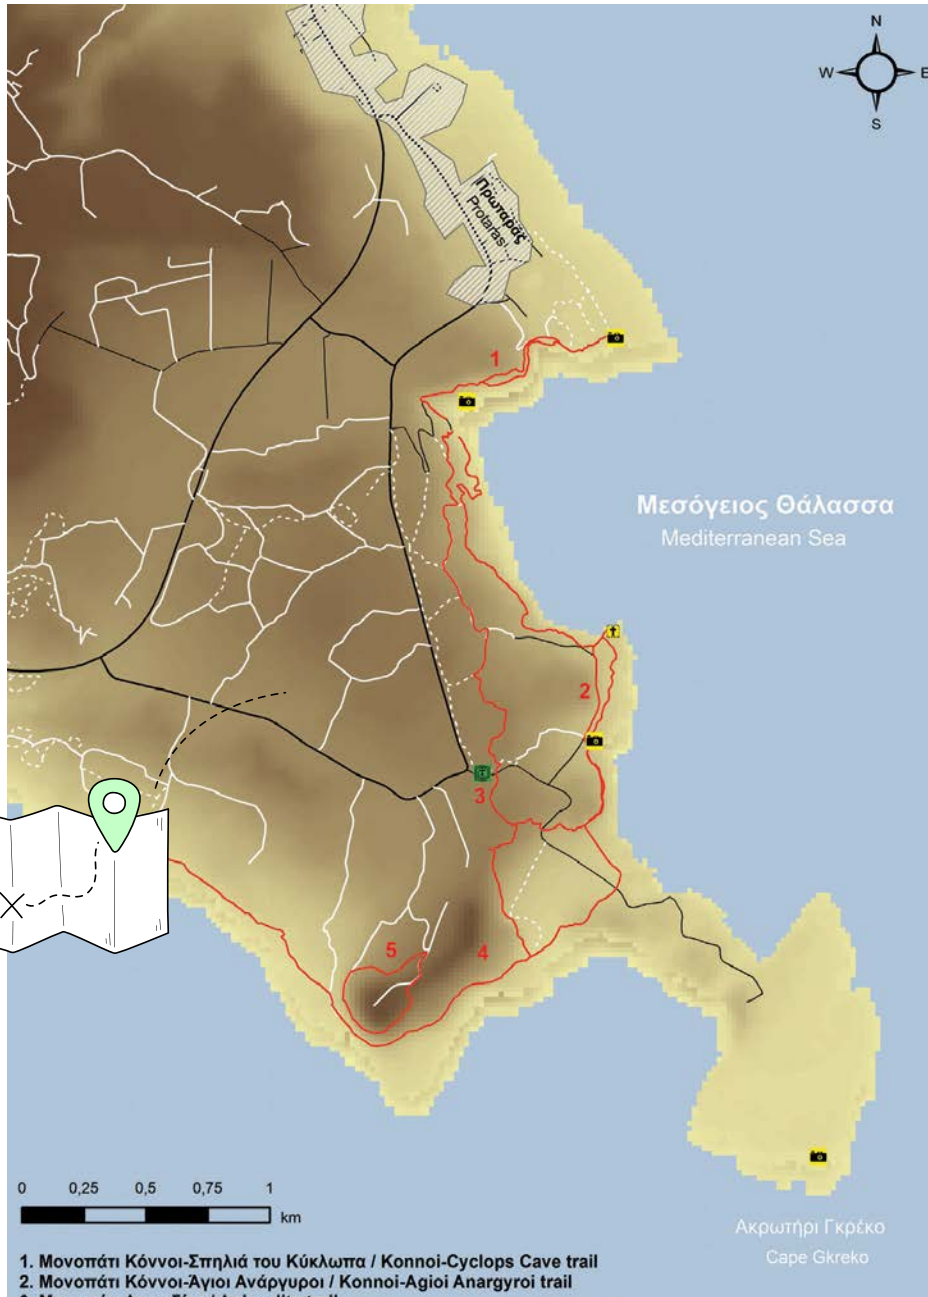 N
W E
S
Πρωταράς
Protaras
1
Μεσόγειος Θάλασσα
Mediterranean Sea
2
3
5
4
0 0,25 0,5 0,75 1
km
Ακρωτήρι Γκρέκο
Cape Gkreko
1. Μονοπάτι Κόννοι-Σπηλιά του Κύκλωπα / Konnoi-Cyclops Cave trail
2. Μονοπάτι Κόννοι-Άγιοι Ανάργυροι / Konnoi-Agioi Anargyroi trail